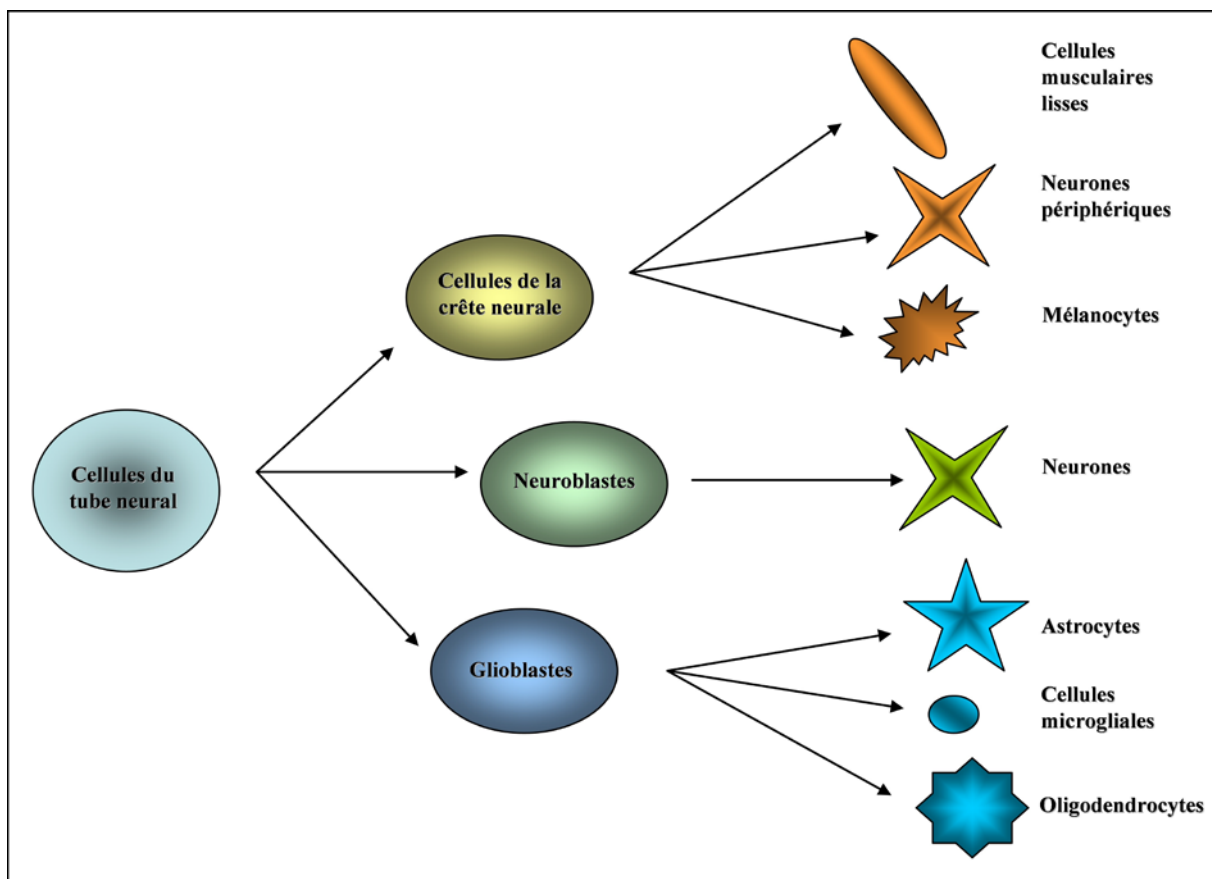 Cellules du
tube neural
Cellules de la
crête neurale
Neuroblastes
Glioblastes
Cellules
musculaires
lisses
Neurones
périphériques
Mélanocytes
Neurones
Astrocytes
Cellules
microgliales
Oligodendrocytes